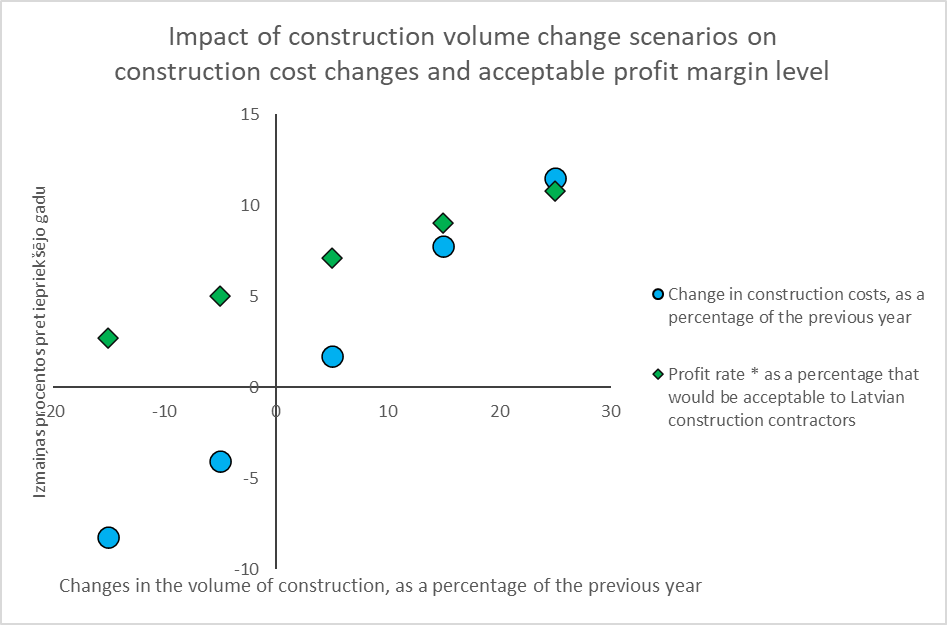 Impact of construction volume change scenarios on
construction cost changes and acceptable profit margin level
15
10
5
0
-5
-10
-20
-10
0
10
20
30
Izmaiņas procentos pret iepriekšējo gadu
Changes in the volume of construction, as a percentage of the previous year
Change in construction costs, as a
percentage of the previous year
Profit rate * as a percentage that
would be acceptable to Latvian
construction contractors